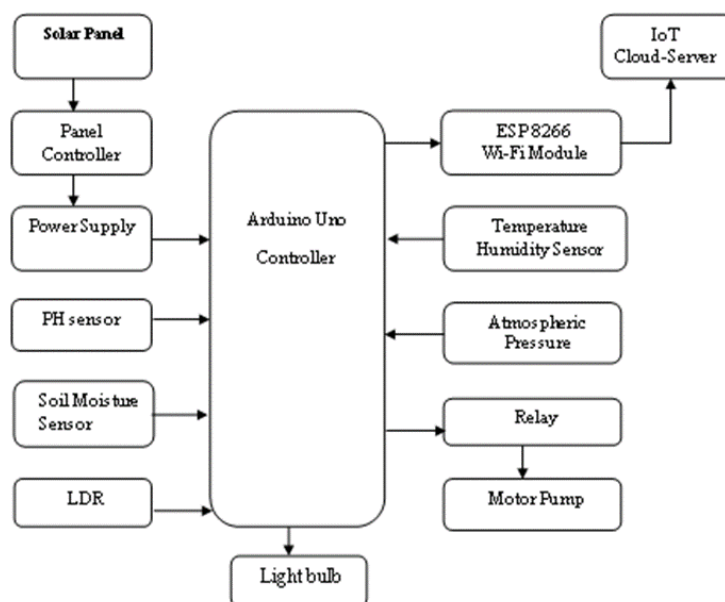 Solar Panel
Panel
Controller
Power Supply
PH sensor
Soil Moisture
Sensor
LDR
Arduino Uno
Controller
Light bulb
IoT
Cloud-Server
ESP8266
Wi-Fi Module
Temperature
Humidity Sensor
Atmospheric
Pressure
Relay
Motor Pump